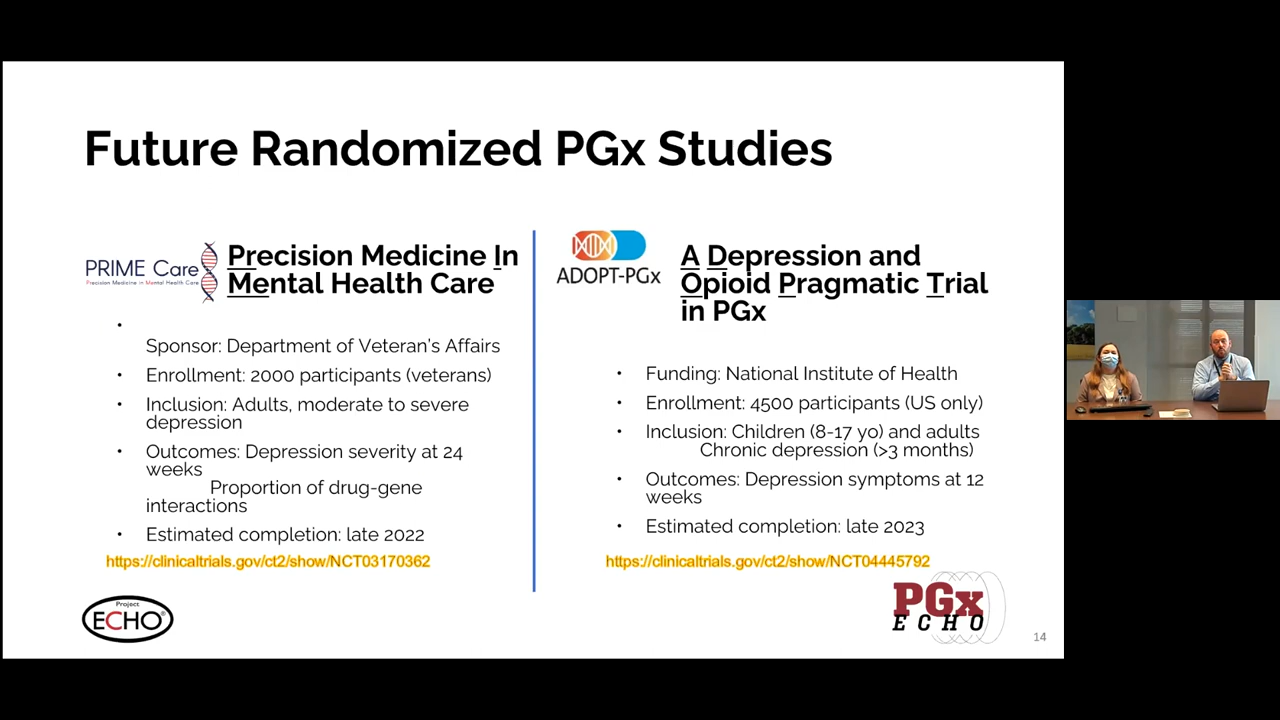 Future Randomized PGx Studies
PRIME Care
Precision Medicine in Mental Health Care
Precision Medicine In
Mental Health Care
•
Sponsor: Department of Veteran's Affairs
• Enrollment: 2000 participants (veterans)
• Inclusion: Adults, moderate to severe
depression
• Outcomes: Depression severity at 24
weeks
Proportion of drug-gene
interactions
• Estimated completion: late 2022
https://clinicaltrials.gov/ct2/show/NCT03170362
ADOPT-PGx
A Depression and
Opioid Pragmatic Trial
in PGx
• Funding: National Institute of Health
• Enrollment: 4500 participants (US only)
• Inclusion: Children (8-17 yo) and adults
Chronic depression (>3 months)
• Outcomes: Depression symptoms at 12
weeks
• Estimated completion: late 2023
https://clinicaltrials.gov/ct2/show/NCT04445792
Project
ECHO®
PGx
ECHO
14